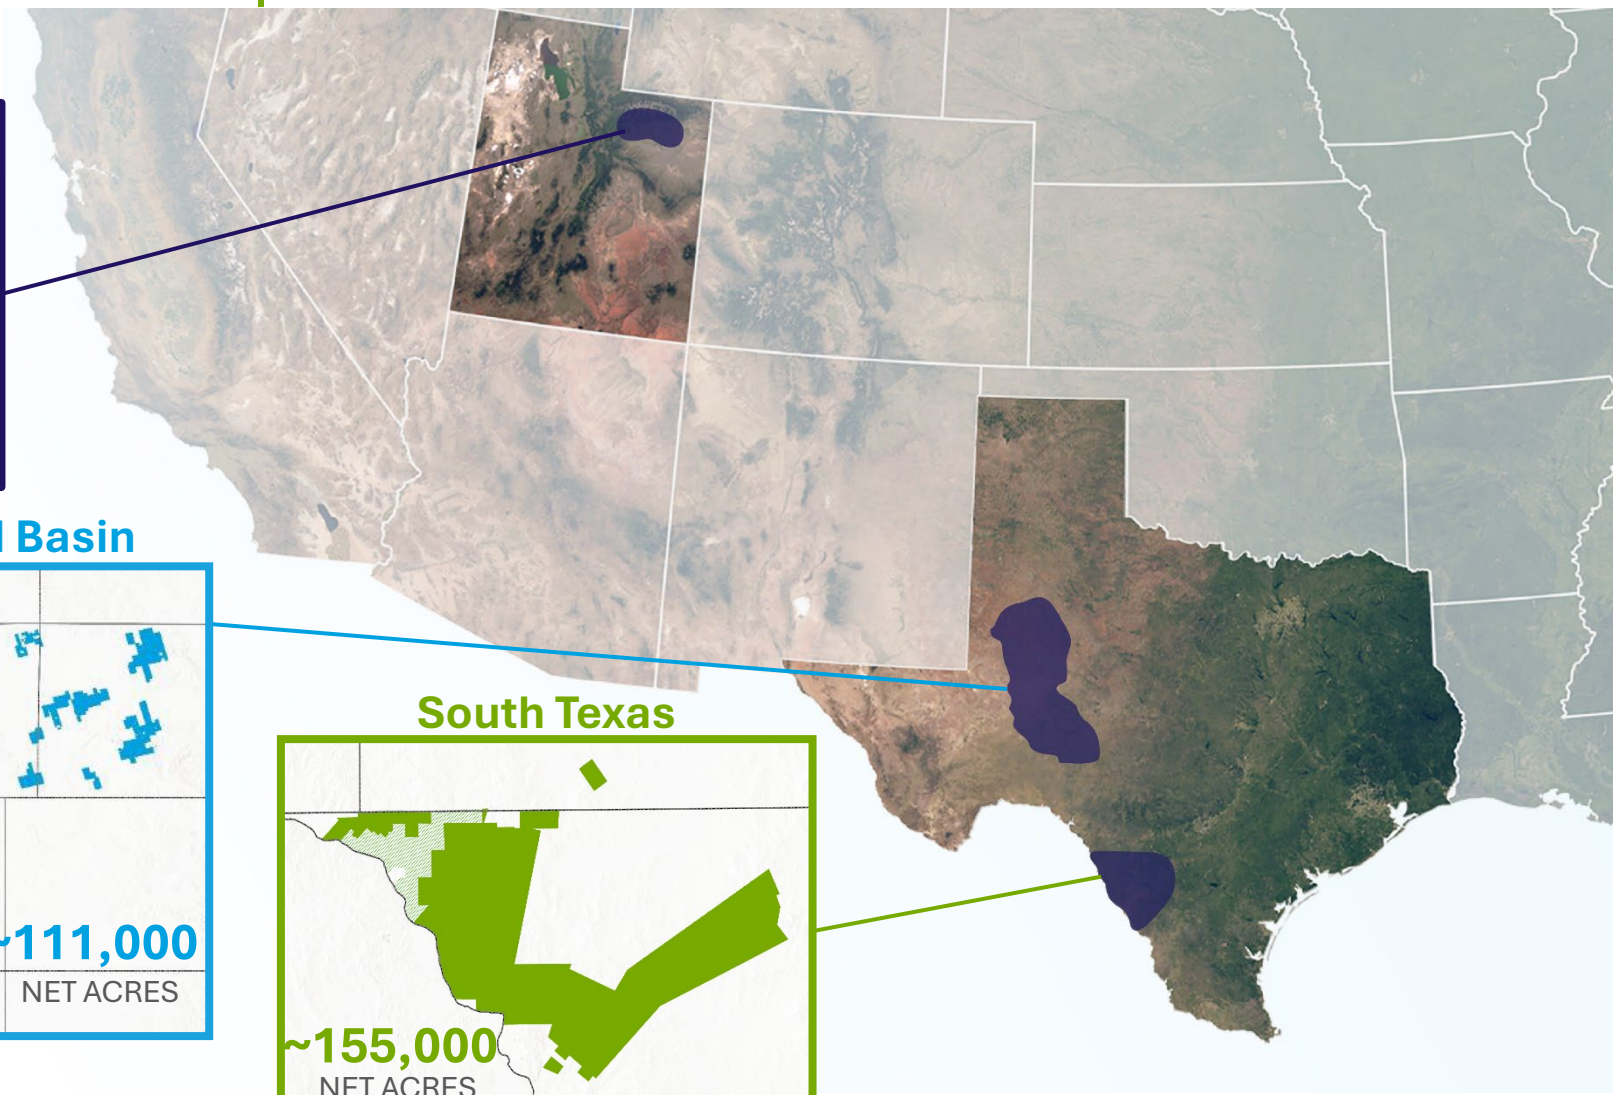 Basin
~111,000
NET ACRES
South Texas
~155,000
NET ACRES